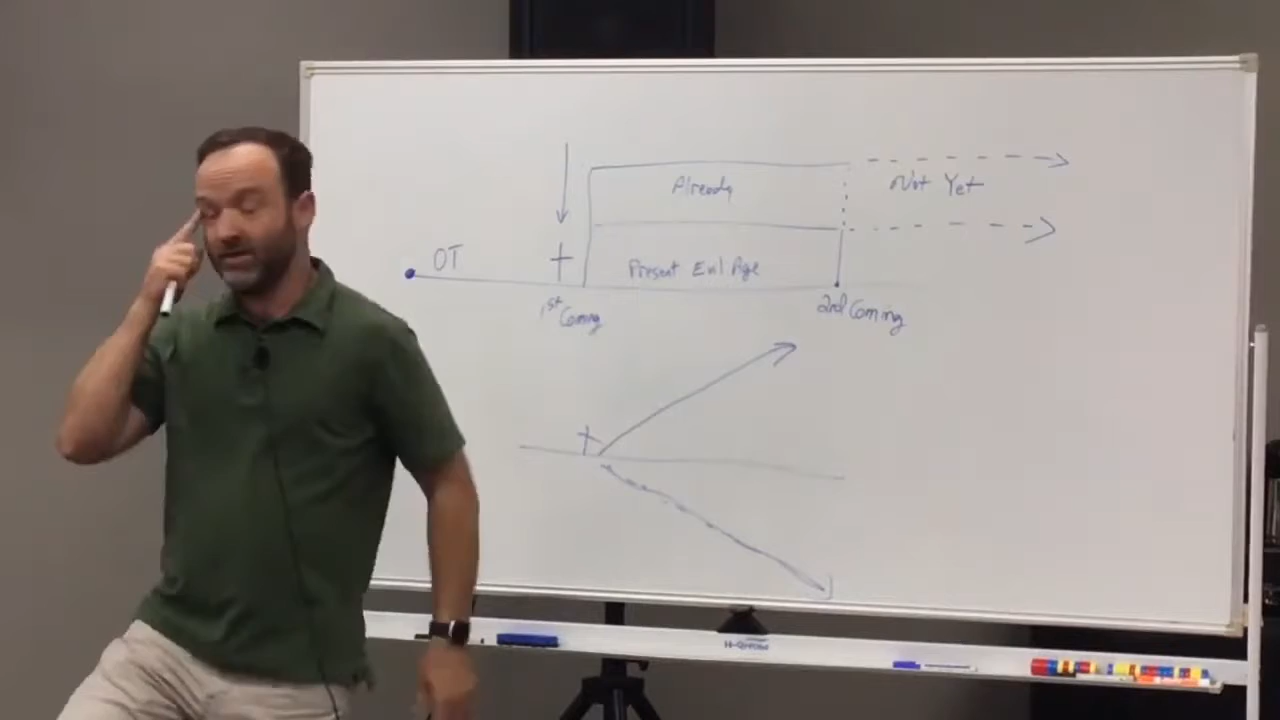 Already
Not Yet
OT
Present Evil Age
1st Coming
2nd Coming